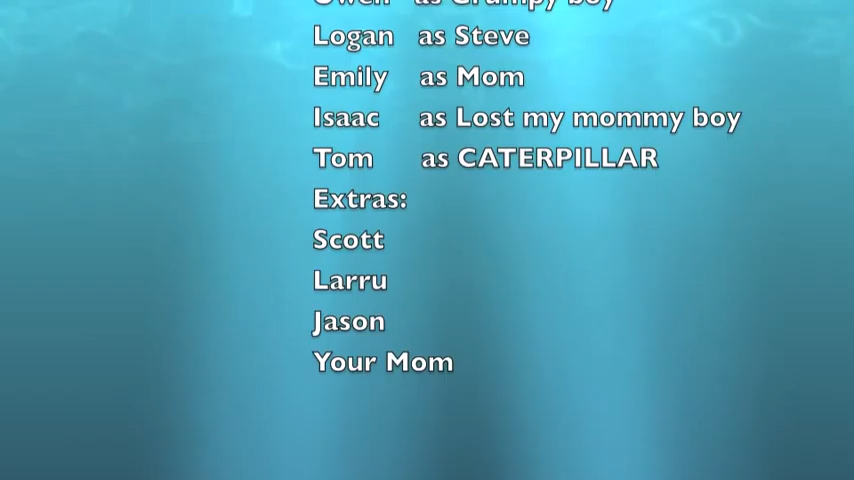 Owen as Grumpy boy
Logan as Steve
Emily as Mom
Isaac as Lost my mommy boy
Tom as CATERPILLAR
Extras:
Scott
Larru
Jason
Your Mom